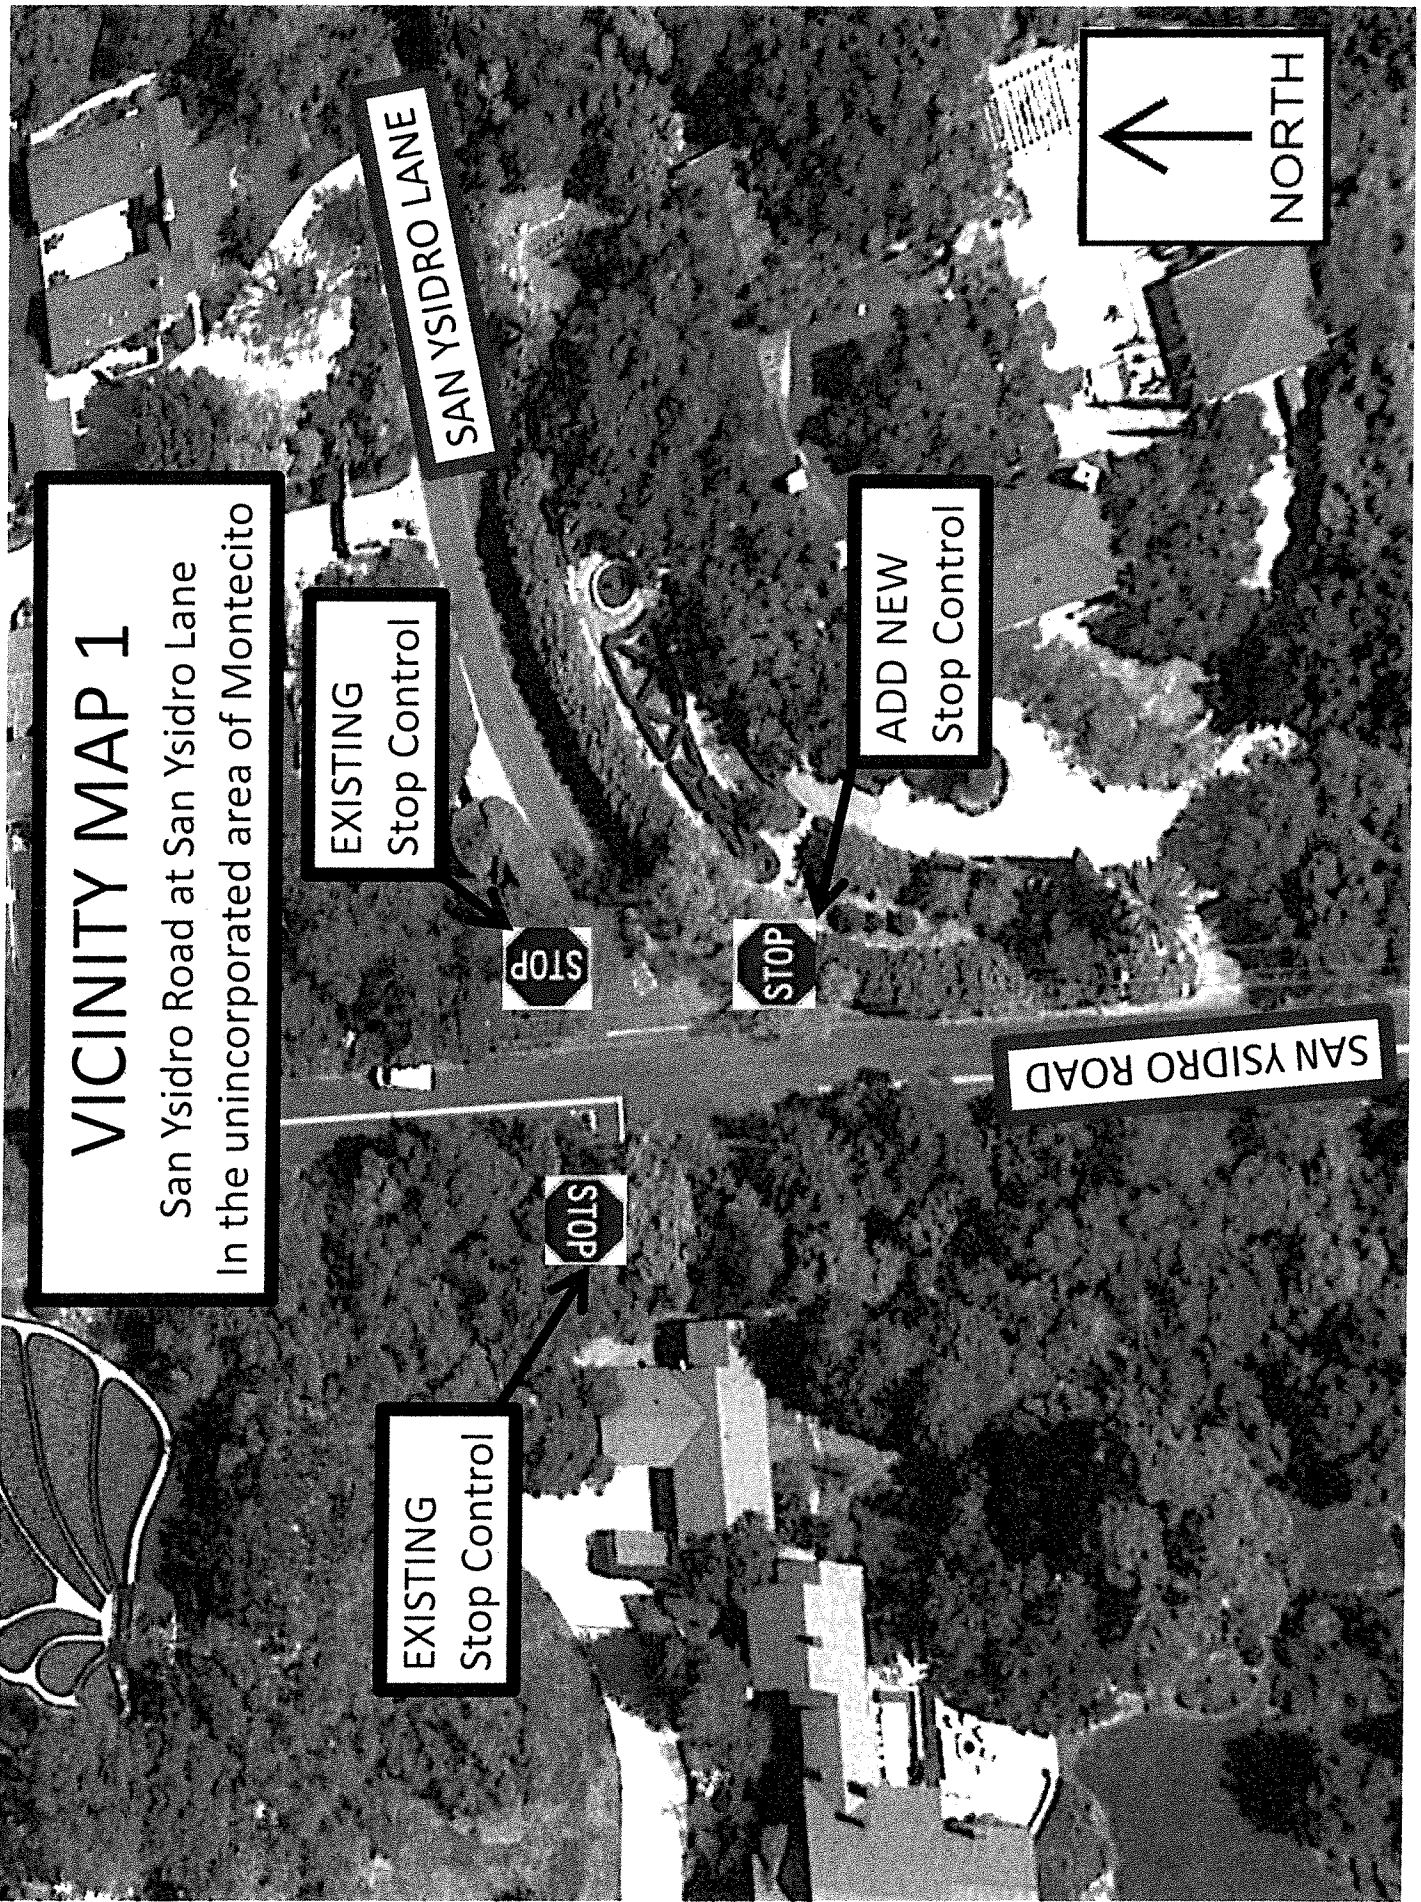 VICINITY MAP 1
San Ysidro Road at San Ysidro Lane
In the unincorporated area of Montecito
EXISTING
Stop Control
STOP
EXISTING
Stop Control
STOP
SAN YSIDRO LANE
ADD NEW
Stop Control
STOP
SAN YSIDRO ROAD
NORTH